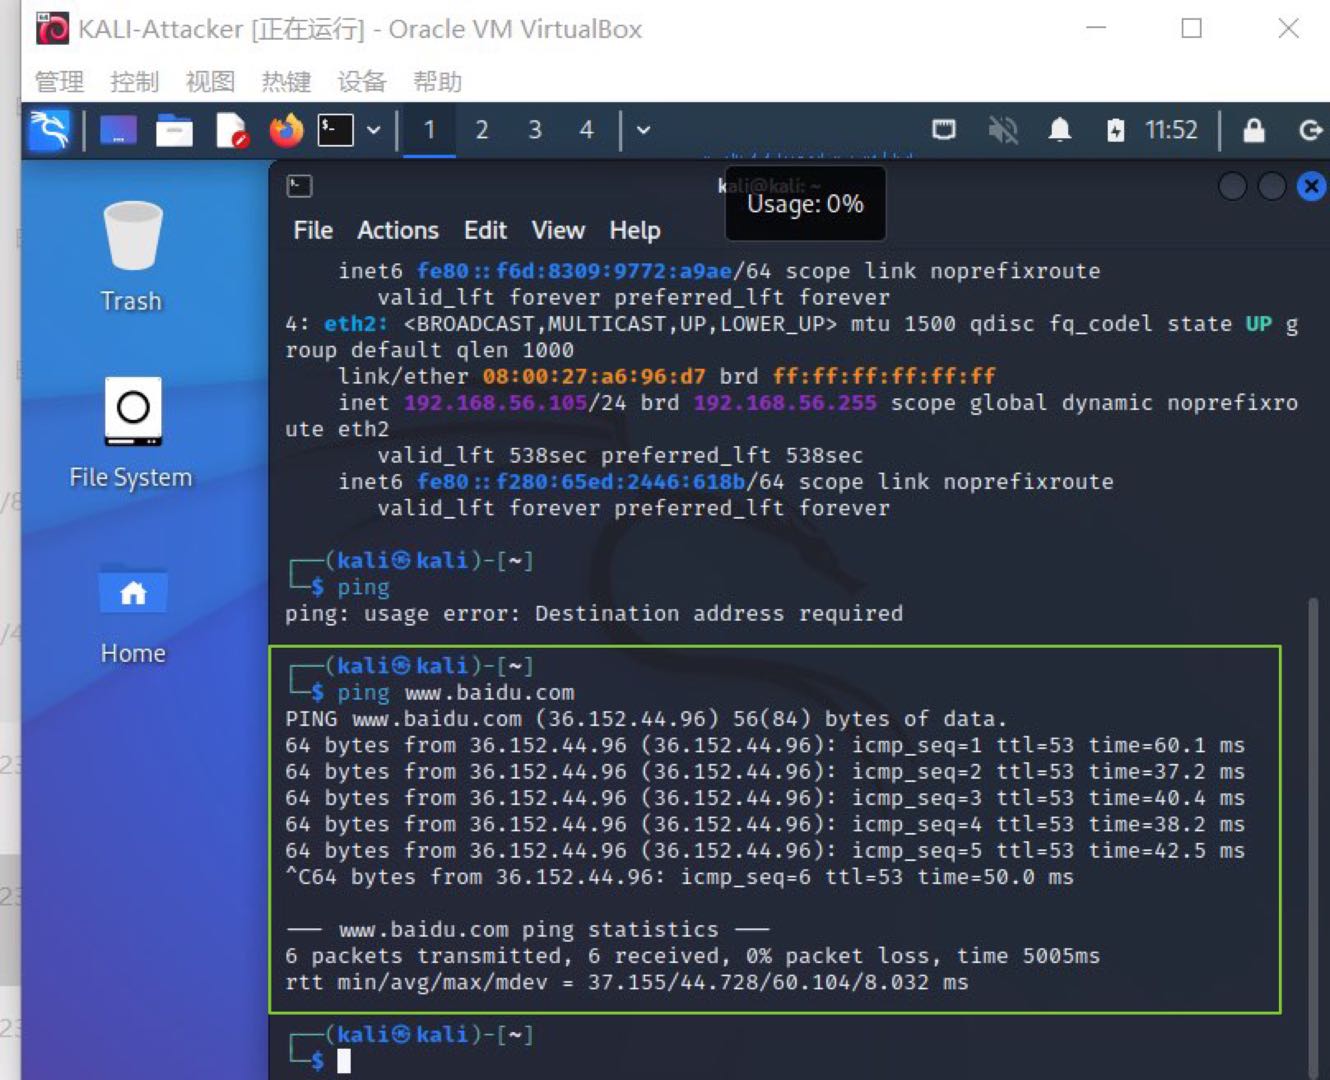 KALI-Attacker [正在运行] - Oracle VM VirtualBox
管理 控制 视图 热键 设备 帮助
1 2 3 4 11:52
kali@kali: ~
Usage: 0%
File Actions Edit View Help
Trash
File System
Home
inet6 fe80::f6d:8309:9772:a9ae/64 scope link noprefixroute
valid_lft forever preferred_lft forever
4: eth2: <BROADCAST,MULTICAST,UP,LOWER_UP> mtu 1500 qdisc fq_codel state UP g
roup default qlen 1000
link/ether 08:00:27:a6:96:d7 brd ff:ff:ff:ff:ff:ff
inet 192.168.56.105/24 brd 192.168.56.255 scope global dynamic noprefixro
ute eth2
valid_lft 538sec preferred_lft 538sec
inet6 fe80::f280:65ed:2446:618b/64 scope link noprefixroute
valid_lft forever preferred_lft forever
┌──(kali㉿kali)-[~]
└─$ ping
ping: usage error: Destination address required
┌──(kali㉿kali)-[~]
└─$ ping www.baidu.com
PING www.baidu.com (36.152.44.96) 56(84) bytes of data.
64 bytes from 36.152.44.96 (36.152.44.96): icmp_seq=1 ttl=53 time=60.1 ms
64 bytes from 36.152.44.96 (36.152.44.96): icmp_seq=2 ttl=53 time=37.2 ms
64 bytes from 36.152.44.96 (36.152.44.96): icmp_seq=3 ttl=53 time=40.4 ms
64 bytes from 36.152.44.96 (36.152.44.96): icmp_seq=4 ttl=53 time=38.2 ms
64 bytes from 36.152.44.96 (36.152.44.96): icmp_seq=5 ttl=53 time=42.5 ms
^C64 bytes from 36.152.44.96: icmp_seq=6 ttl=53 time=50.0 ms
--- www.baidu.com ping statistics ---
6 packets transmitted, 6 received, 0% packet loss, time 5005ms
rtt min/avg/max/mdev = 37.155/44.728/60.104/8.032 ms
┌──(kali㉿kali)-[~]
└─$